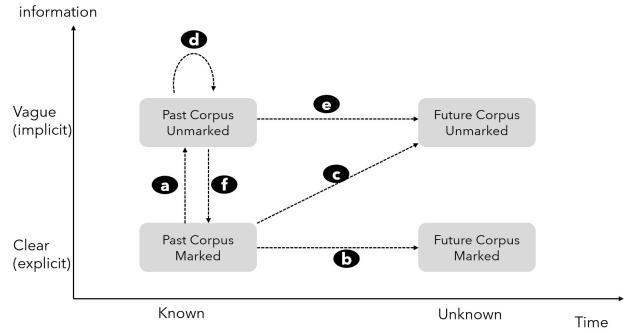 information
d
Vague
(implicit)
Past Corpus
Unmarked
e
Future Corpus
Unmarked
a
f
c
Clear
(explicit)
Past Corpus
Marked
b
Future Corpus
Marked
Known
Unknown
Time